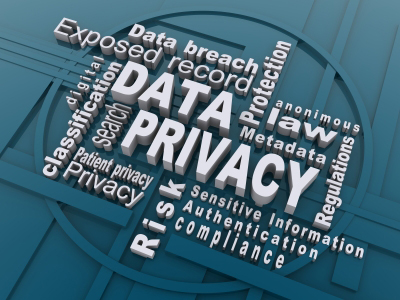 Data breach
Exposed record
digital
classification
Search
DATA
PRIVACY
Protection
anonimous
law
Metadata
Regulations
Patient privacy
Privacy
Risk
Sensitive Information
Authentication
compliance